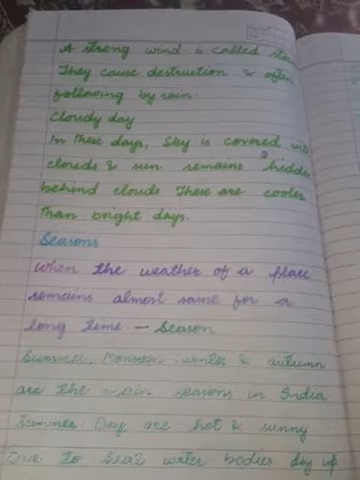 A strong wind is called
They cause destruction & often
following by rain.
Cloudy day
In these days, Sky is covered
clouds & sun remains hidden
behind clouds These are cooler
than bright days.
Seasons
When the weather of a place
remains almost same for a
long time. — Season
Summer, Monsoon, winter & autumn
are the main seasons in India
Summer Day are hot & sunny
Due to heat water bodies dry up